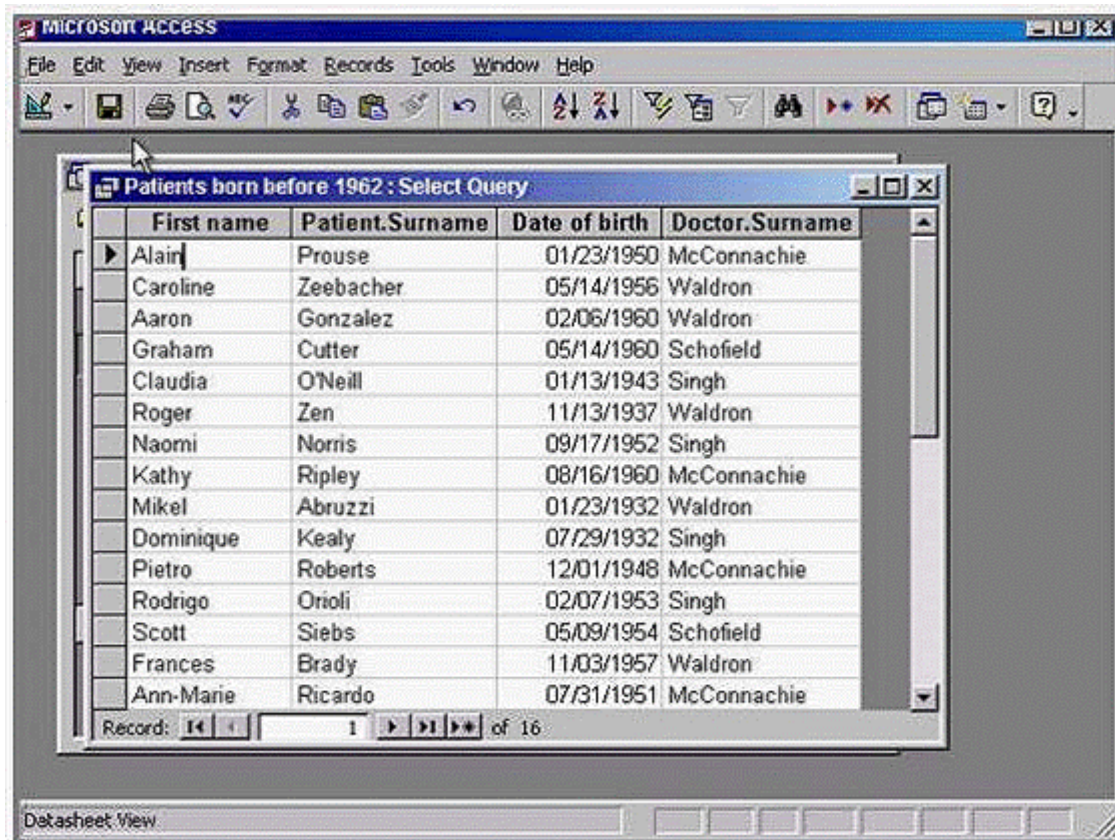 Microsoft Access
File Edit View Insert Format Records Tools Window Help
ABC A Z Z A ?
Patients born before 1962 : Select Query
First name Patient.Surname Date of birth Doctor.Surname
Alain Prouse 01/23/1950 McConnachie
Caroline Zeebacher 05/14/1956 Waldron
Aaron Gonzalez 02/06/1960 Waldron
Graham Cutter 05/14/1960 Schofield
Claudia O'Neill 01/13/1943 Singh
Roger Zen 11/13/1937 Waldron
Naomi Norris 09/17/1952 Singh
Kathy Ripley 08/16/1960 McConnachie
Mikel Abruzzi 01/23/1932 Waldron
Dominique Kealy 07/29/1932 Singh
Pietro Roberts 12/01/1948 McConnachie
Rodrigo Orioli 02/07/1953 Singh
Scott Siebs 05/09/1954 Schofield
Frances Brady 11/03/1957 Waldron
Ann-Marie Ricardo 07/31/1951 McConnachie
Record: 1 of 16
Datasheet View